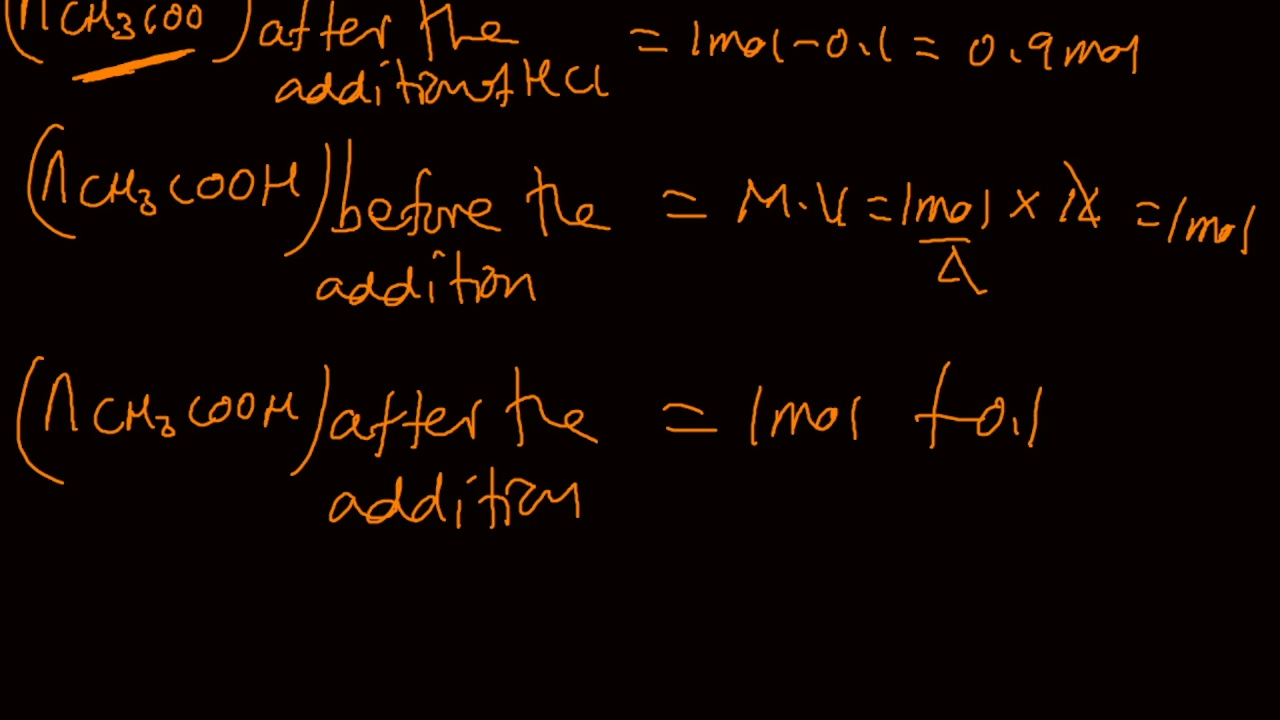 (nCH3COO) after the addition of HCl = 1mol - 0.1 = 0.9mol
(nCH3COOH) before the addition = M.V = 1mol/L × 1L = 1mol
(nCH3COOH) after the addition = 1mol + 0.1